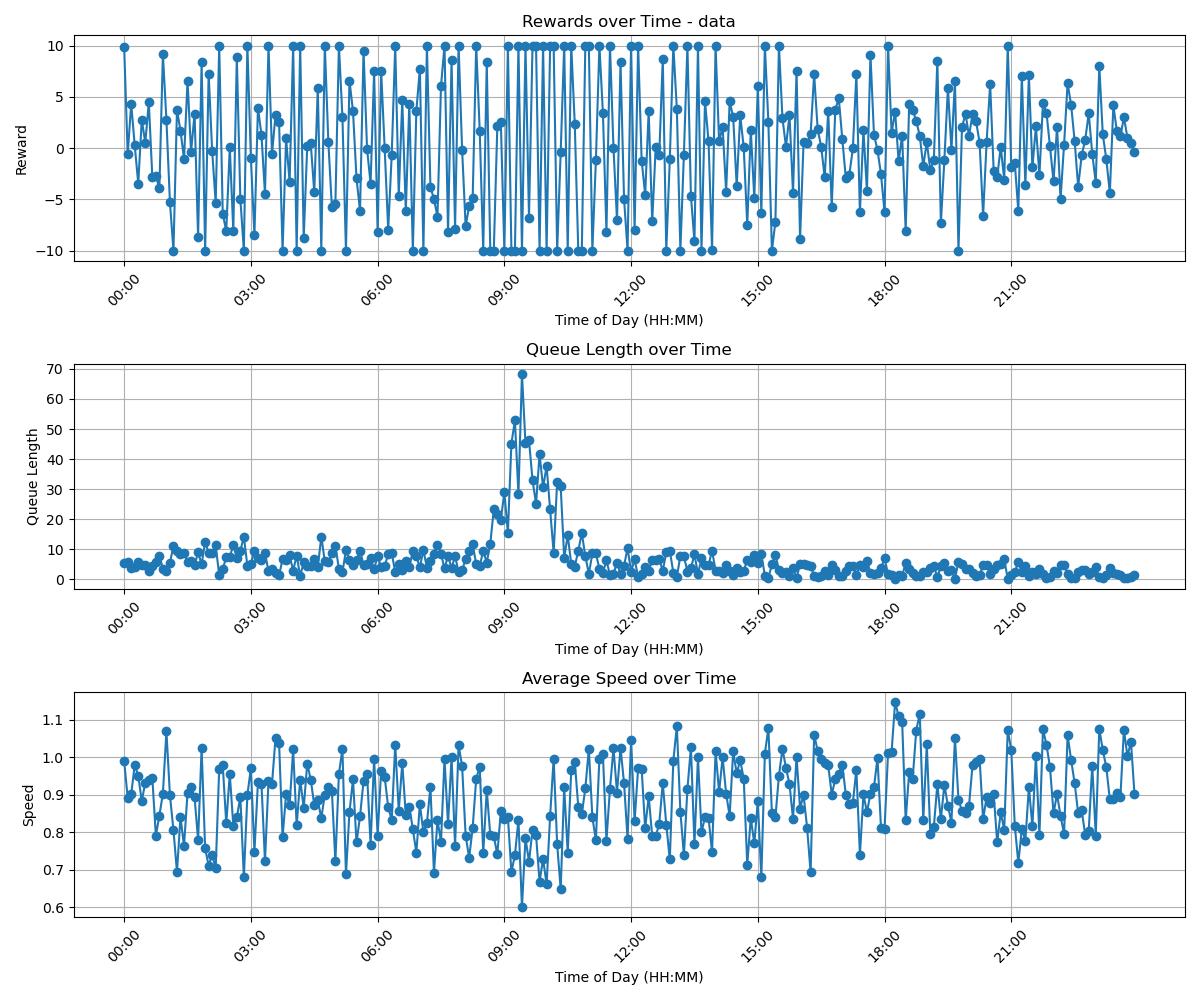 Rewards over Time - data
10
5
0
−5
−10
Reward
00:00 03:00 06:00 09:00 12:00 15:00 18:00 21:00
Time of Day (HH:MM)
Queue Length over Time
70
60
50
40
30
20
10
0
Queue Length
00:00 03:00 06:00 09:00 12:00 15:00 18:00 21:00
Time of Day (HH:MM)
Average Speed over Time
1.1
1.0
0.9
0.8
0.7
0.6
Speed
00:00 03:00 06:00 09:00 12:00 15:00 18:00 21:00
Time of Day (HH:MM)